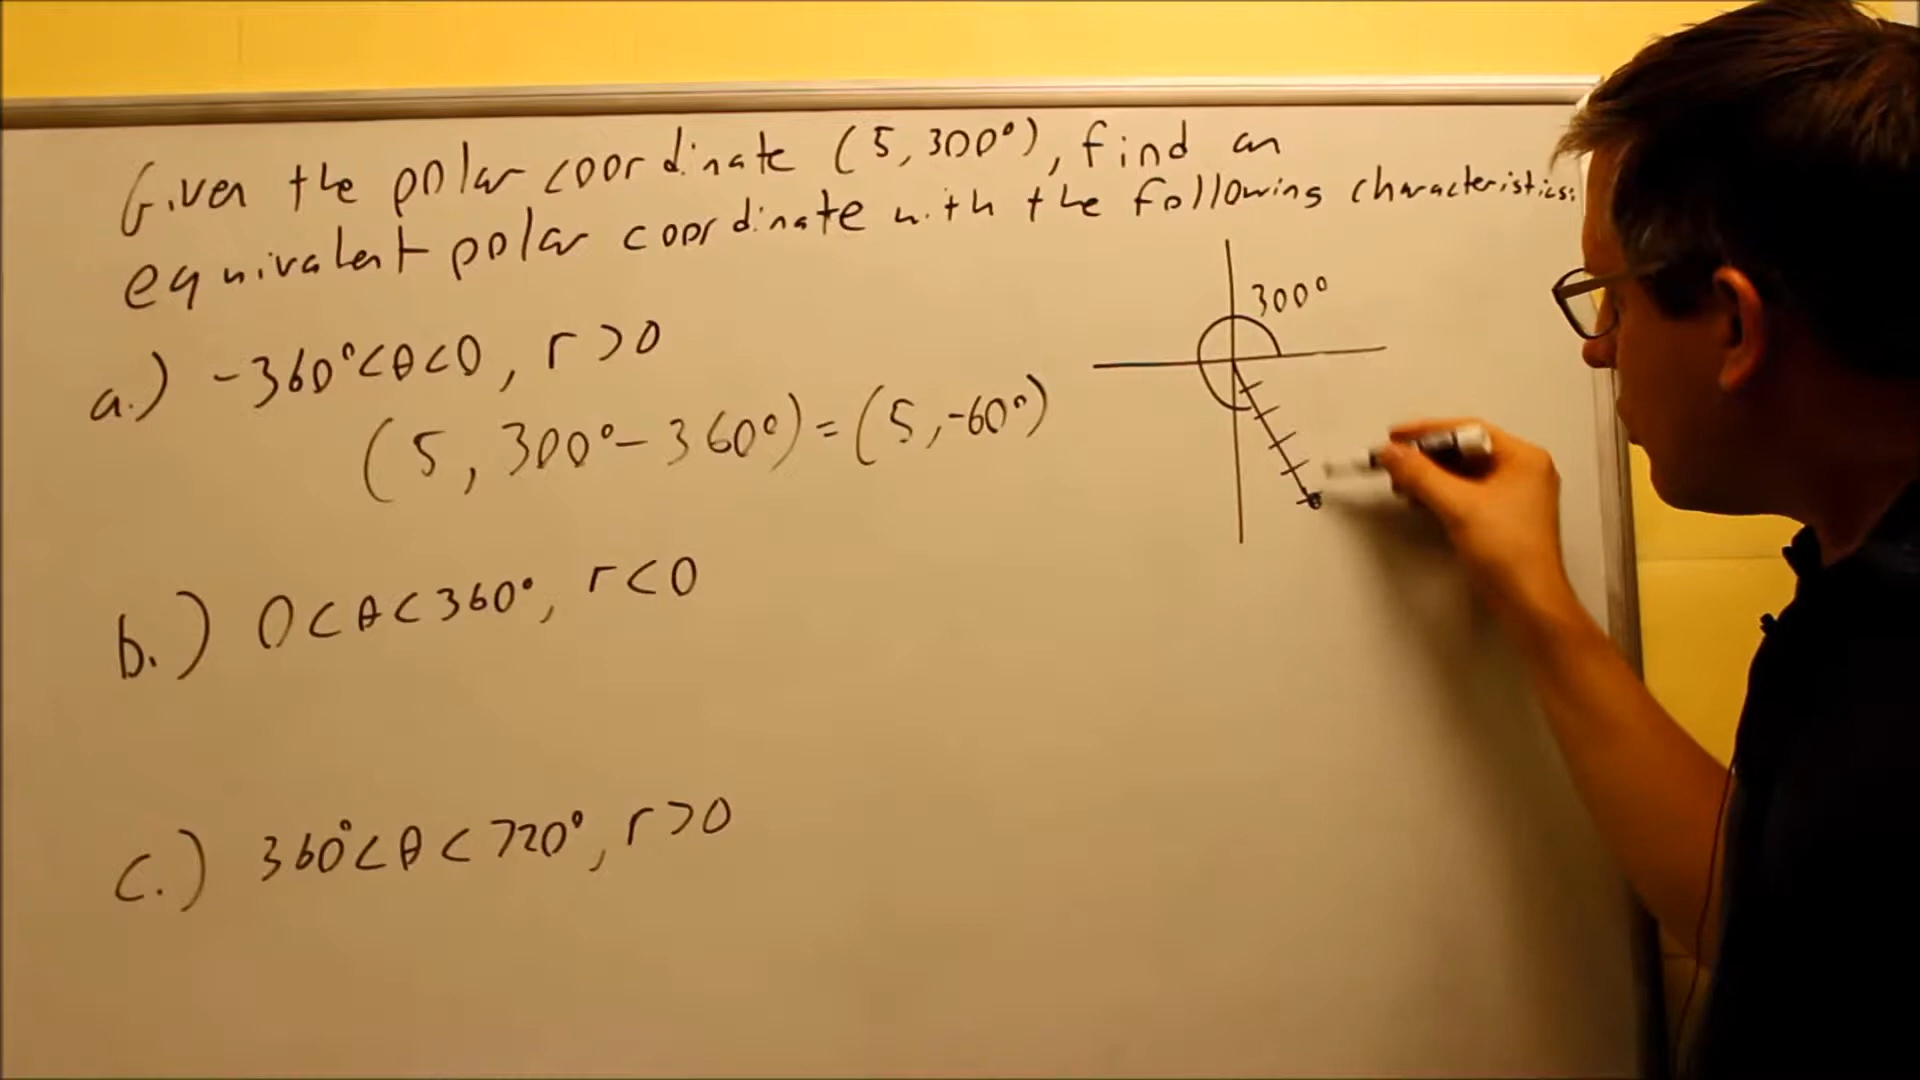 Given the polar coordinate (5, 300°), find an
equivalent polar coordinate with the following characteristics:
300°
a.) -360°<θ<0, r>0
(5, 300°-360°)=(5,-60°)
b.) 0<θ<360°, r<0
c.) 360°<θ<720°, r>0